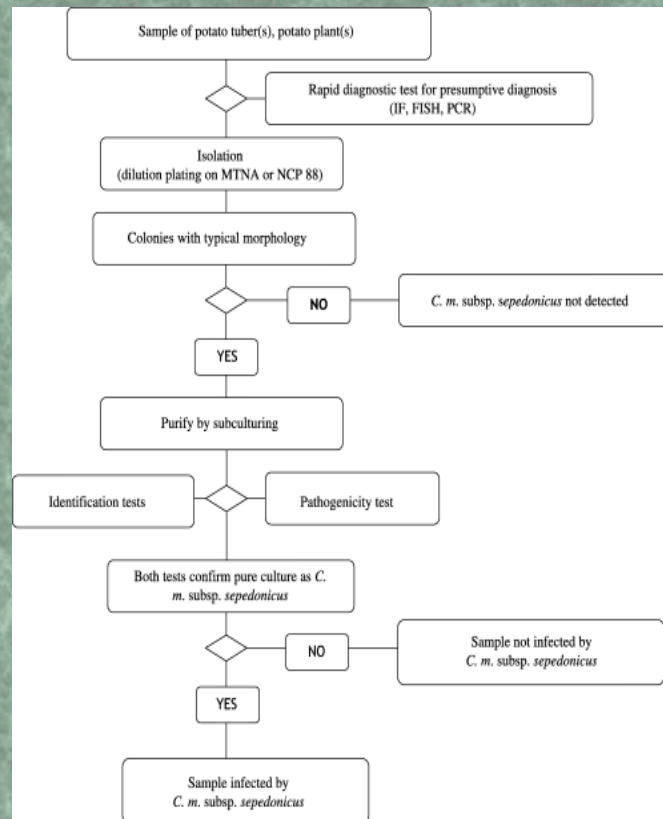 Sample of potato tuber(s), potato plant(s)
Rapid diagnostic test for presumptive diagnosis
(IF, FISH, PCR)
Isolation
(dilution plating on MTNA or NCP 88)
Colonies with typical morphology
NO
C. m. subsp. sepedonicus not detected
YES
Purify by subculturing
Identification tests
Pathogenicity test
Both tests confirm pure culture as C.
m. subsp. sepedonicus
NO
Sample not infected by
C. m. subsp. sepedonicus
YES
Sample infected by
C. m. subsp. sepedonicus